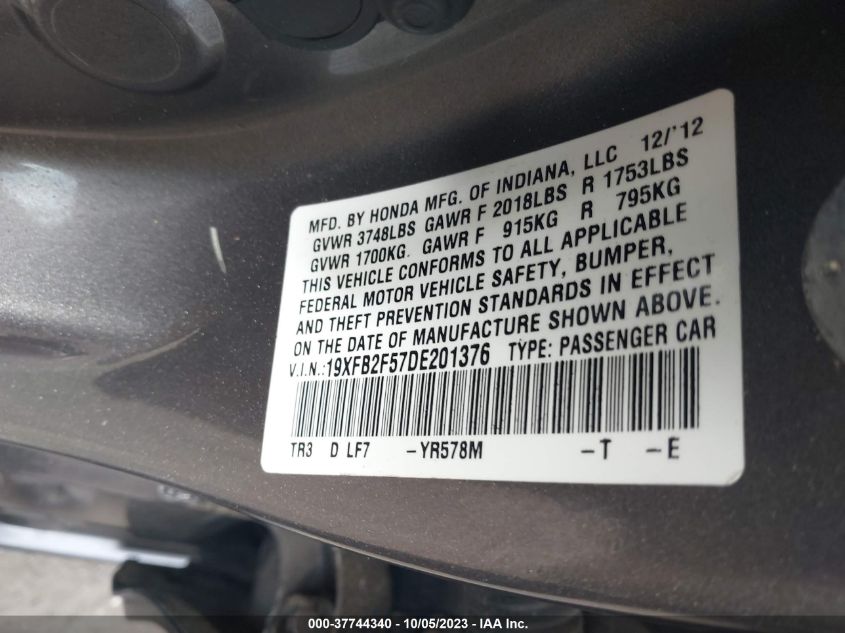 MFD. BY HONDA MFG. OF INDIANA, LLC 12/'12
GVWR 3748LBS GAWR F 2018LBS R 1753LBS
GVWR 1700KG. GAWR F 915KG R 795KG
THIS VEHICLE CONFORMS TO ALL APPLICABLE
FEDERAL MOTOR VEHICLE SAFETY, BUMPER,
AND THEFT PREVENTION STANDARDS IN EFFECT
ON THE DATE OF MANUFACTURE SHOWN ABOVE.
V.I.N.:19XFB2F57DE201376 TYPE: PASSENGER CAR
TR3 D LF7 -YR578M -T -E
000-37744340 - 10/05/2023 - IAA Inc.